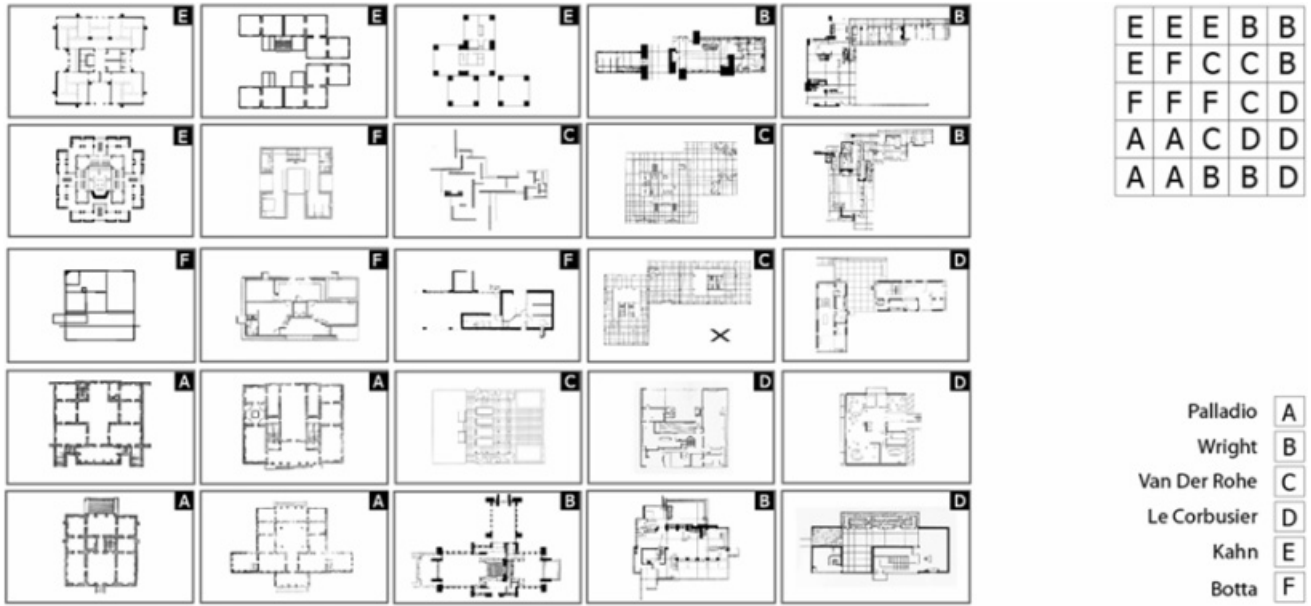 E E E B B
E F C C B
F F F C D
A A C D D
A A B B D
E E E B B
E F C C B
F F F C D
A A C D D
A A B B D
Palladio A
Wright B
Van Der Rohe C
Le Corbusier D
Kahn E
Botta F